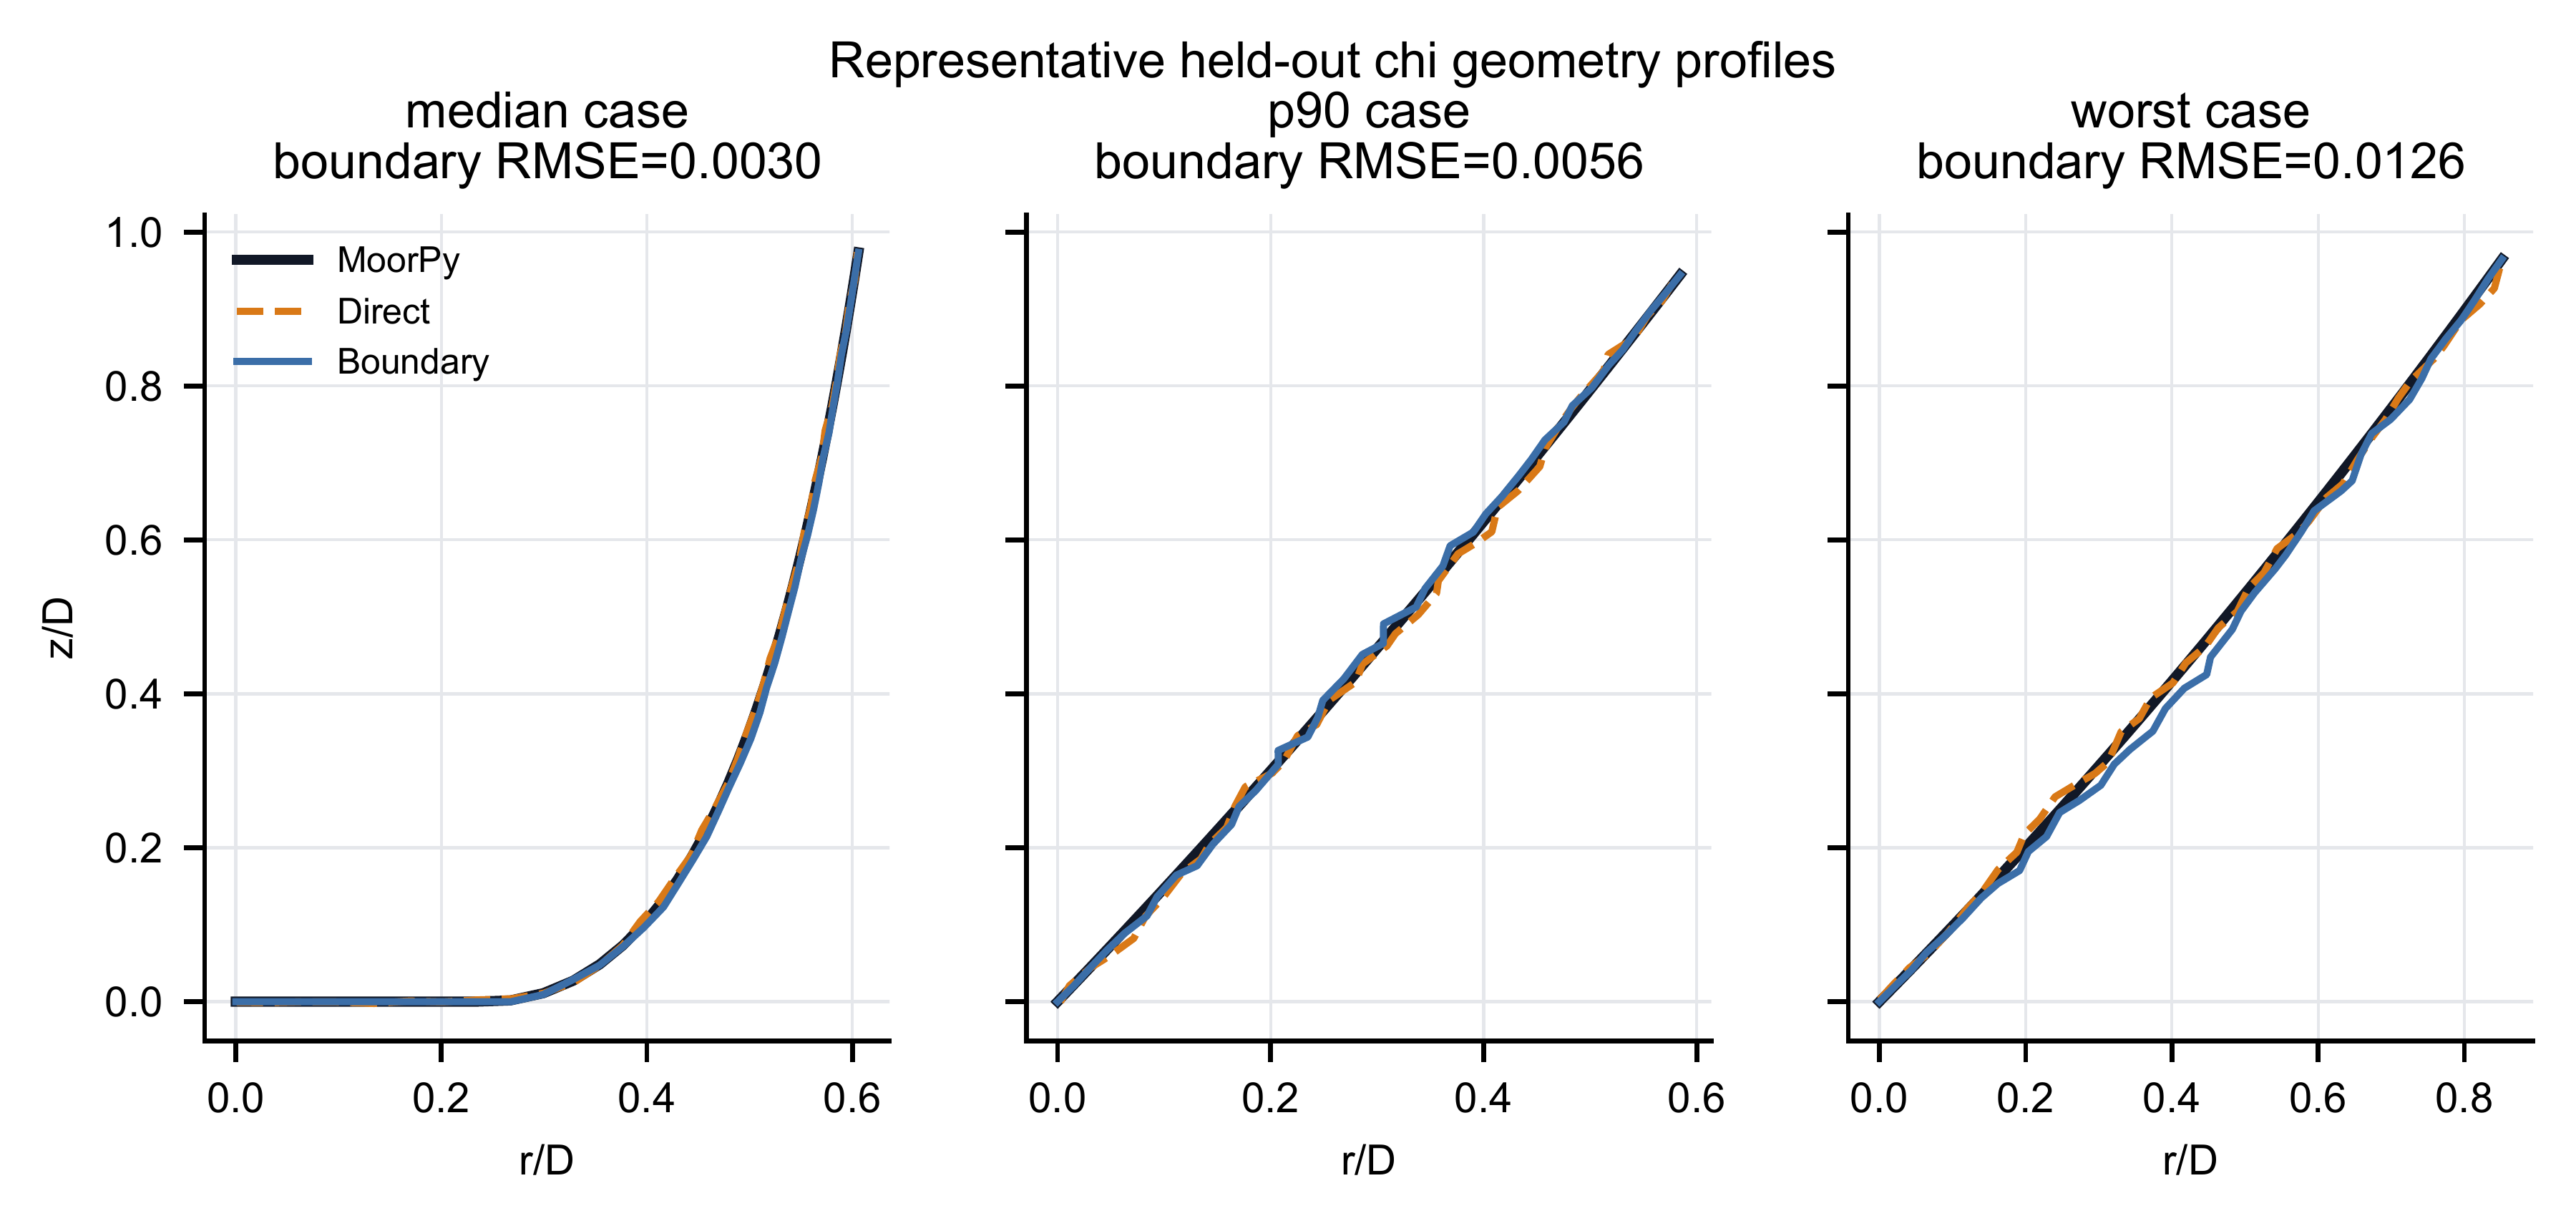 Representative held-out chi geometry profiles
median case
boundary RMSE=0.0030
p90 case
boundary RMSE=0.0056
worst case
boundary RMSE=0.0126
MoorPy
Direct
Boundary
z/D
1.0
0.8
0.6
0.4
0.2
0.0
0.0 0.2 0.4 0.6
r/D
0.0 0.2 0.4 0.6
r/D
0.0 0.2 0.4 0.6 0.8
r/D